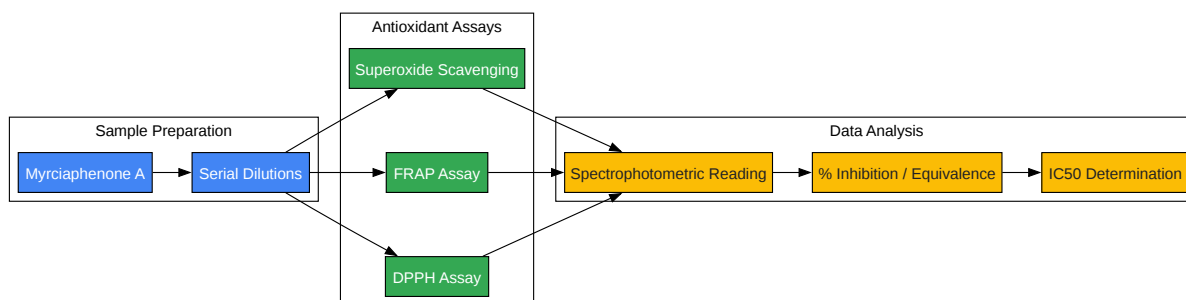 Antioxidant Assays
Superoxide Scavenging
Sample Preparation
Data Analysis
Myrciaphenone A
Serial Dilutions
FRAP Assay
Spectrophotometric Reading
% Inhibition / Equivalence
IC50 Determination
DPPH Assay